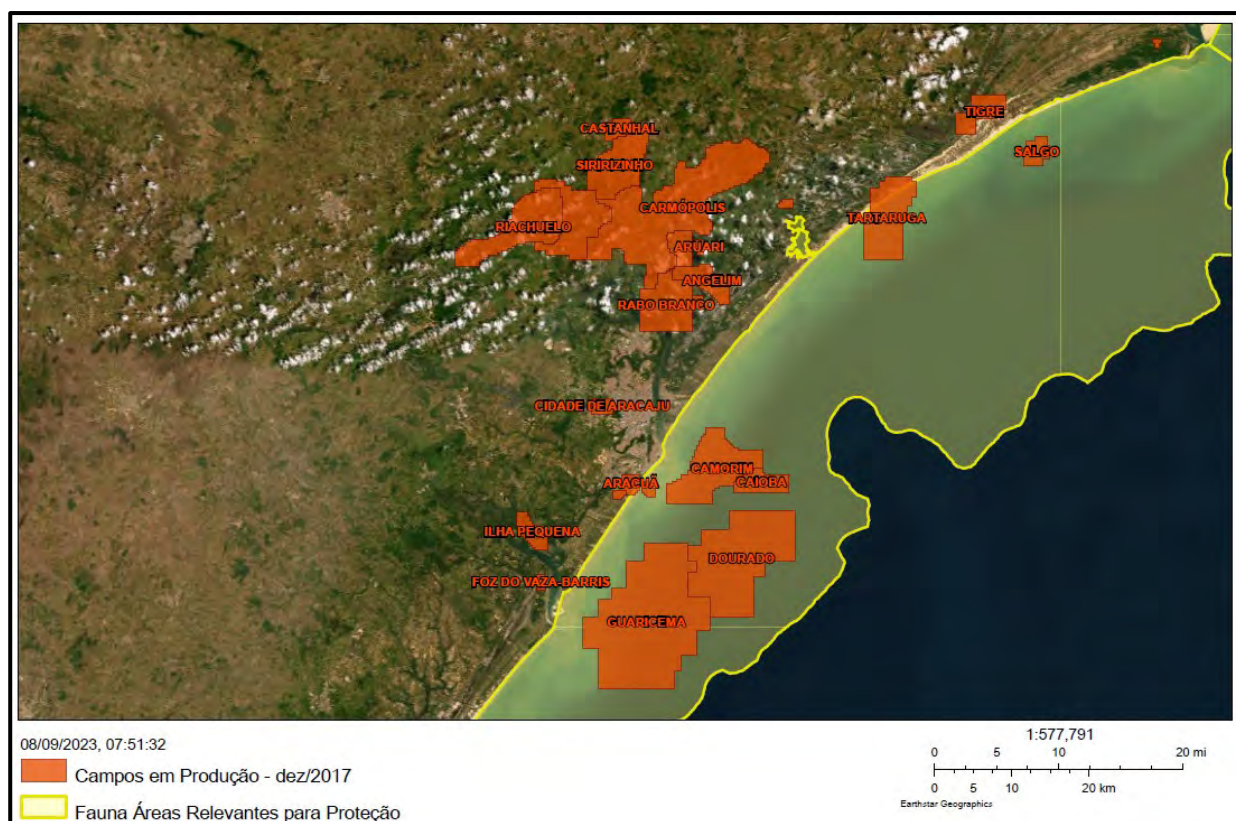 TIGRE
CASTANHAL
SALGO
SIRIRIZINHO
CARMÓPOLIS
TARTARUGA
RIACHUELO
ARUARI
ANGELIM
RABO BRANCO
CIDADE DE ARACAJU
CAMORIM
ARACUÃ
CAIOBA
ILHA PEQUENA
DOURADO
FOZ DO VAZA-BARRIS
GUARICEMA
08/09/2023, 07:51:32
Campos em Produção - dez/2017
Fauna Áreas Relevantes para Proteção
1:577,791
0 5 10 20 mi
0 5 10 20 km
Earthstar Geographics